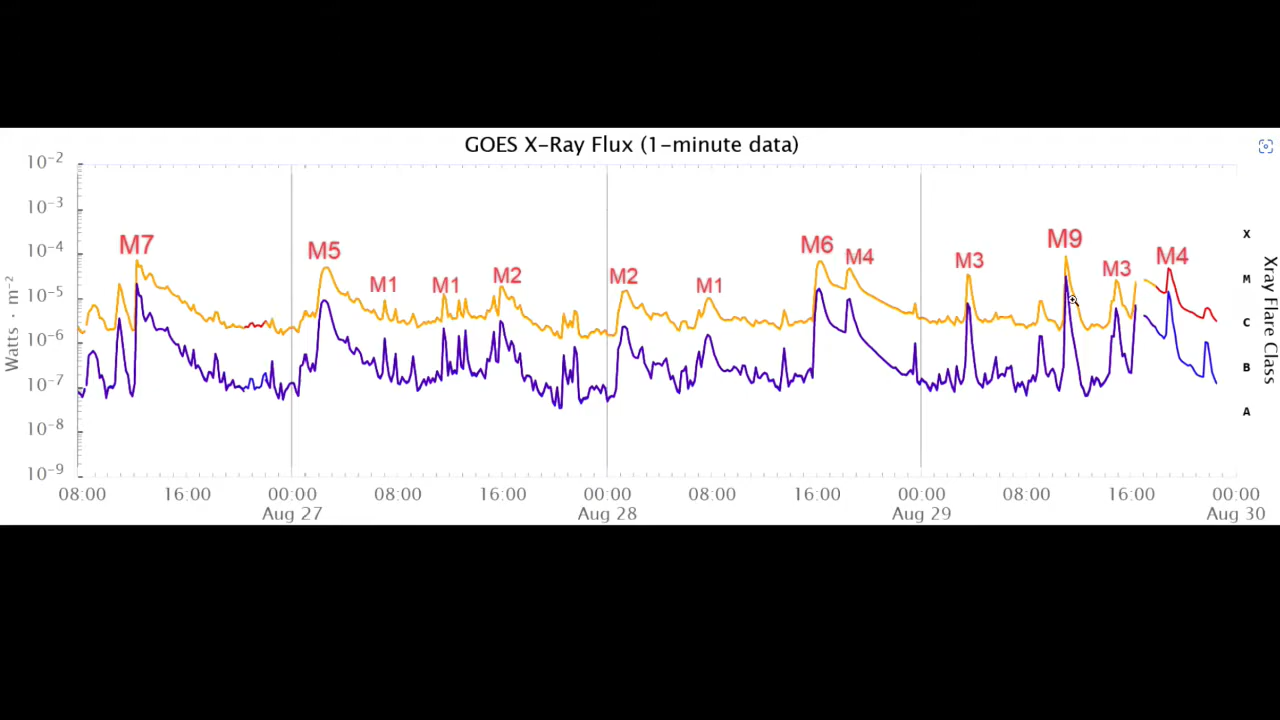 GOES X-Ray Flux (1-minute data)
10⁻²
10⁻³
10⁻⁴
10⁻⁵
10⁻⁶
10⁻⁷
10⁻⁸
10⁻⁹
Watts · m⁻²
M7
M5
M1
M1
M2
M2
M1
M6
M4
M3
M9
M3
M4
X
M
C
B
A
Xray Flare Class
08:00 16:00 00:00 08:00 16:00 00:00 08:00 16:00 00:00 08:00 16:00 00:00
Aug 27 Aug 28 Aug 29 Aug 30